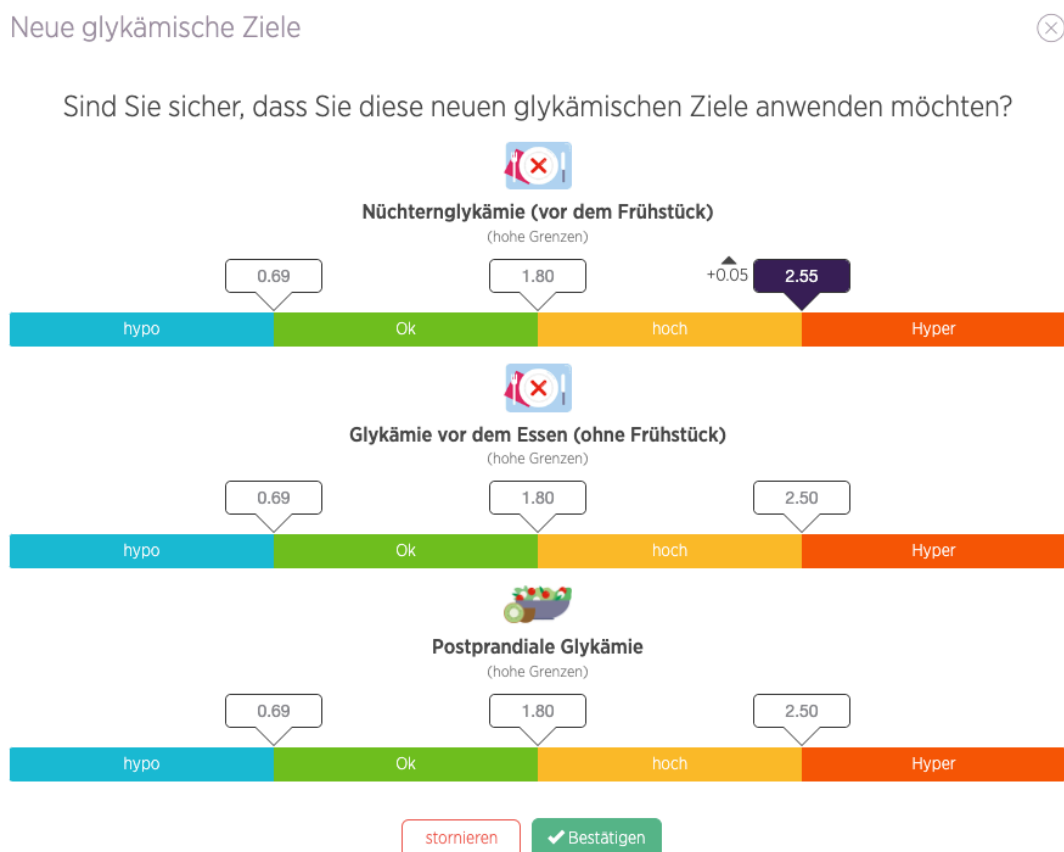 Neue glykämische Ziele
Sind Sie sicher, dass Sie diese neuen glykämischen Ziele anwenden möchten?
Nüchternglykämie (vor dem Frühstück)
(hohe Grenzen)
0.69 1.80 +0.05 2.55
hypo Ok hoch Hyper
Glykämie vor dem Essen (ohne Frühstück)
(hohe Grenzen)
0.69 1.80 2.50
hypo Ok hoch Hyper
Postprandiale Glykämie
(hohe Grenzen)
0.69 1.80 2.50
hypo Ok hoch Hyper
stornieren Bestätigen